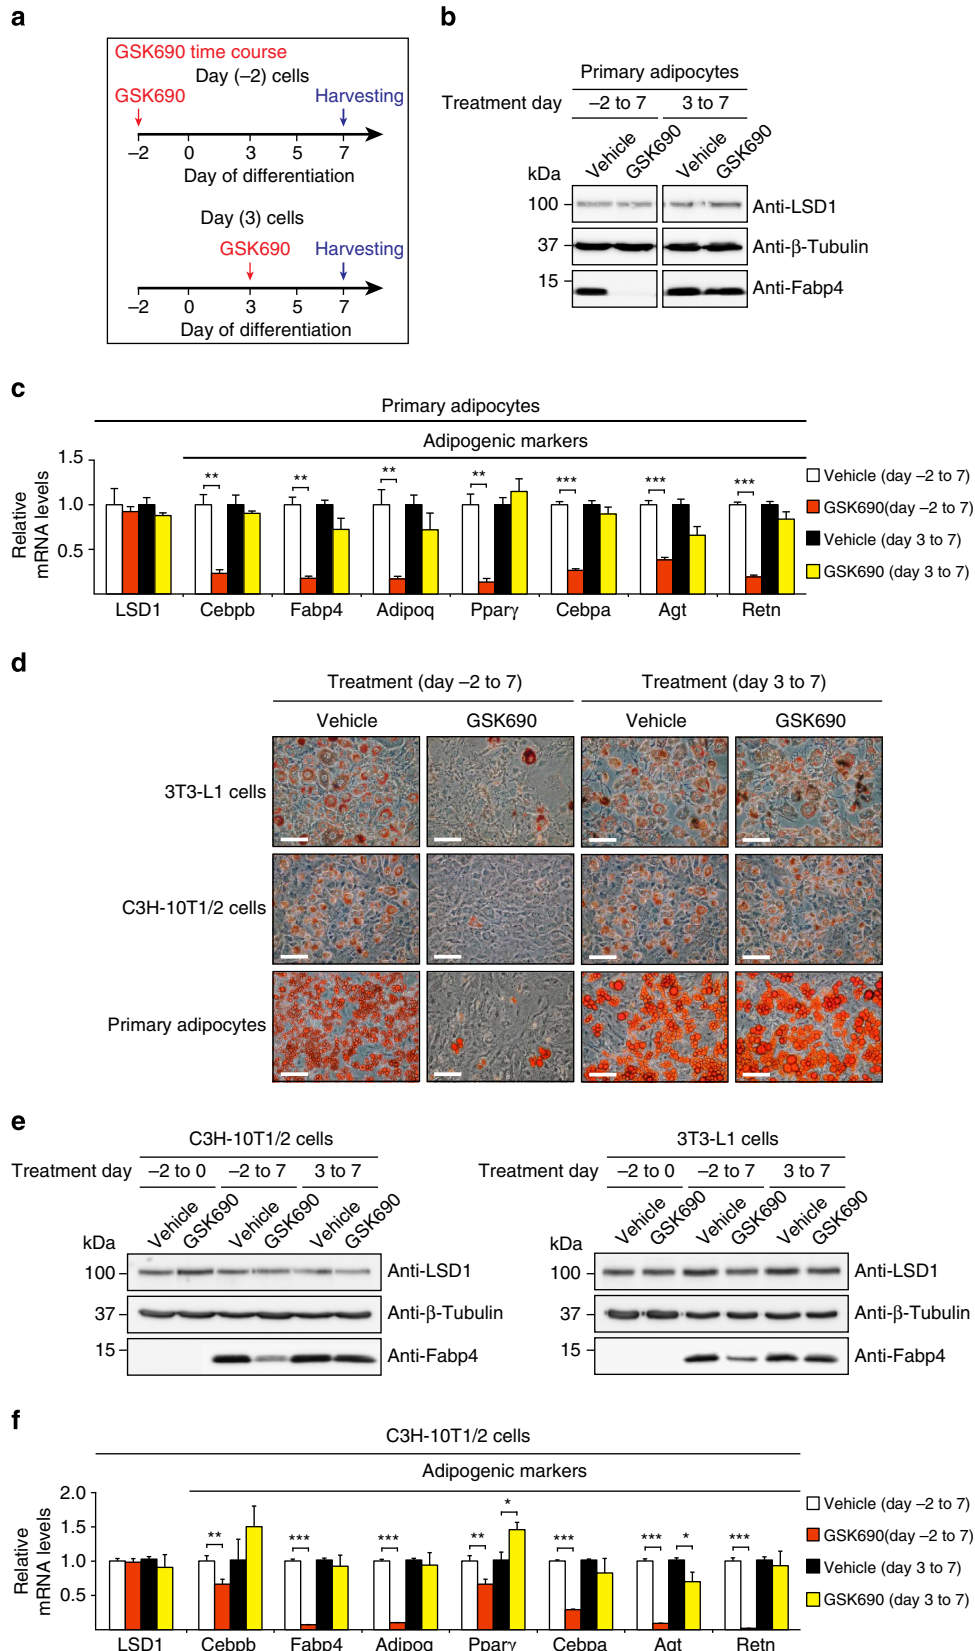 a
GSK690 time course
Day (–2) cells
GSK690 Harvesting
–2 0 3 5 7
Day of differentiation
Day (3) cells
GSK690 Harvesting
–2 0 3 5 7
Day of differentiation
b
Primary adipocytes
Treatment day –2 to 7 3 to 7
Vehicle GSK690 Vehicle GSK690
kDa
100 Anti-LSD1
37 Anti-β-Tubulin
15 Anti-Fabp4
c
Primary adipocytes
Adipogenic markers
Relative mRNA levels
1.5
1.0
0.5
** ** ** ** *** *** ***
LSD1 Cebpb Fabp4 Adipoq Pparγ Cebpa Agt Retn
Vehicle (day –2 to 7)
GSK690(day –2 to 7)
Vehicle (day 3 to 7)
GSK690 (day 3 to 7)
d
Treatment (day –2 to 7) Treatment (day 3 to 7)
Vehicle GSK690 Vehicle GSK690
3T3-L1 cells
C3H-10T1/2 cells
Primary adipocytes
e
C3H-10T1/2 cells
Treatment day –2 to 0 –2 to 7 3 to 7
Vehicle GSK690 Vehicle GSK690 Vehicle GSK690
kDa
100 Anti-LSD1
37 Anti-β-Tubulin
15 Anti-Fabp4
3T3-L1 cells
Treatment day –2 to 0 –2 to 7 3 to 7
Vehicle GSK690 Vehicle GSK690 Vehicle GSK690
kDa
100 Anti-LSD1
37 Anti-β-Tubulin
15 Anti-Fabp4
f
C3H-10T1/2 cells
Adipogenic markers
Relative mRNA levels
2.0
1.5
1.0
0.5
** *** *** ** * *** *** * ***
LSD1 Cebpb Fabp4 Adipoq Pparγ Cebpa Agt Retn
Vehicle (day –2 to 7)
GSK690(day –2 to 7)
Vehicle (day 3 to 7)
GSK690 (day 3 to 7)